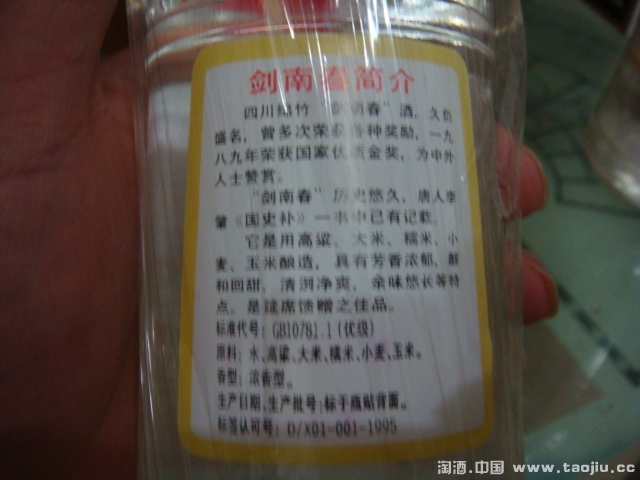 剑南春简介
四川绵竹“剑南春”酒，久负
盛名，曾多次荣获各种奖励，一九
八九年荣获国家优质金奖，为中外
人士赞赏。
“剑南春”历史悠久，唐人李
肇《国史补》一书中已有记载。
它是用高粱、大米、糯米、小
麦、玉米酿造，具有芳香浓郁，醇
和回甜，清洌净爽，余味悠长等特
点。是筵席馈赠之佳品。
标准代号：GB10781.1(优级)
原料：水、高粱、大米、糯米、小麦、玉米。
香型：浓香型。
生产日期、生产批号：标于商贴背面。
标签认可号：D/X01-001-1995
淘酒.中国 www.taojiu.cc